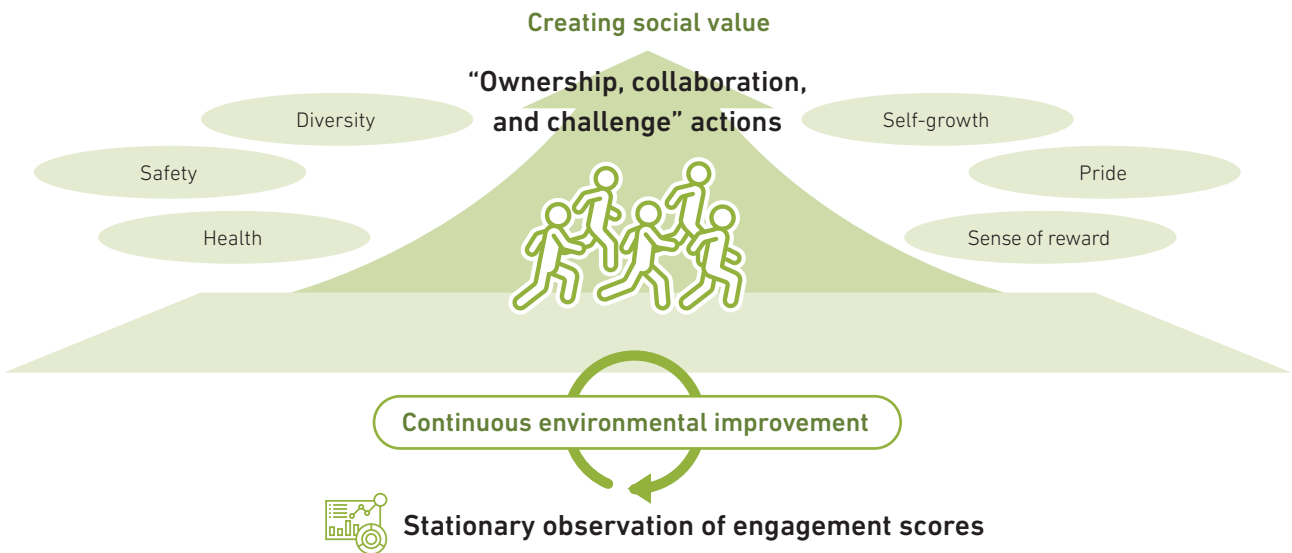 Creating social value
“Ownership, collaboration,
and challenge” actions
Diversity
Safety
Health
Self-growth
Pride
Sense of reward
Continuous environmental improvement
Stationary observation of engagement scores